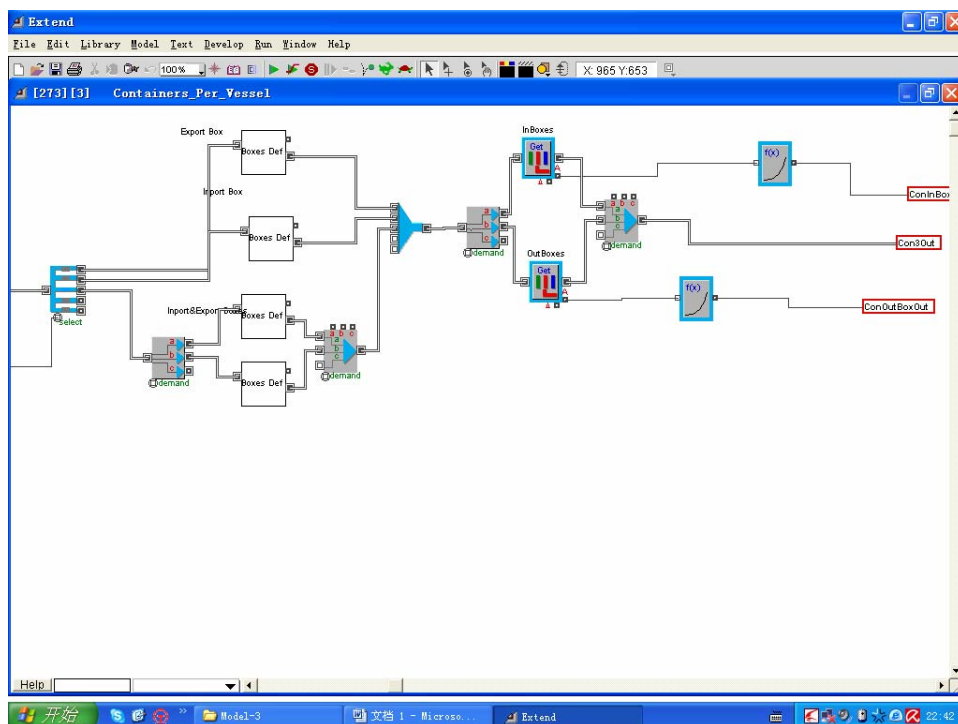 Extend
File Edit Library Model Text Develop Run Window Help
100%
X: 965 Y:653
[273][3] Containers_Per_Vessel
Export Box
Boxes Def
Inport Box
Boxes Def
Inport&Expor
Boxes Def
Boxes Def
select
a
b
c
demand
a b c
a
b
c
demand
a
b
c
demand
InBoxes
Get
A
Δ
OutBoxes
Get
A
Δ
a b c
a
b
c
demand
f(x)
f(x)
ConInBox
Con3Out
ConOutBoxOut
Help
开始
Model-3
文档 1 - Microso...
Extend
22:42